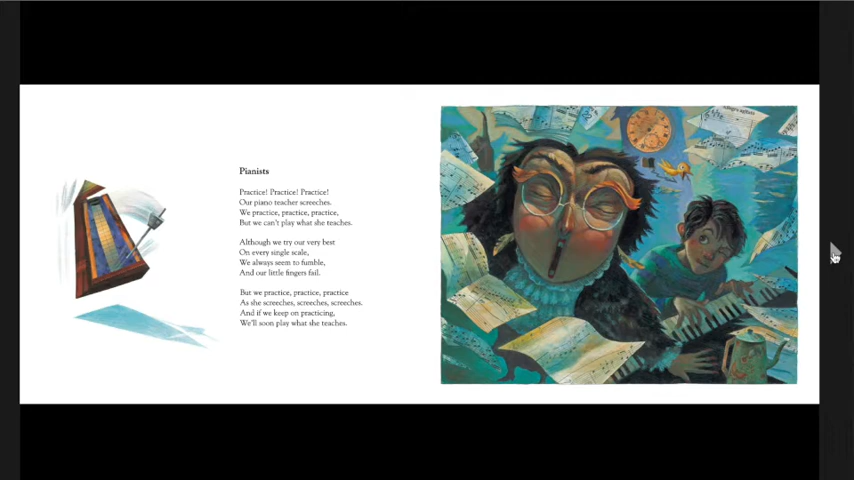 Pianists
Practice! Practice! Practice!
Our piano teacher screeches.
We practice, practice, practice,
But we can't play what she teaches.
Although we try our very best
On every single scale,
We always seem to fumble,
And our little fingers fail.
But we practice, practice, practice
As she screeches, screeches, screeches.
And if we keep on practicing,
We'll soon play what she teaches.